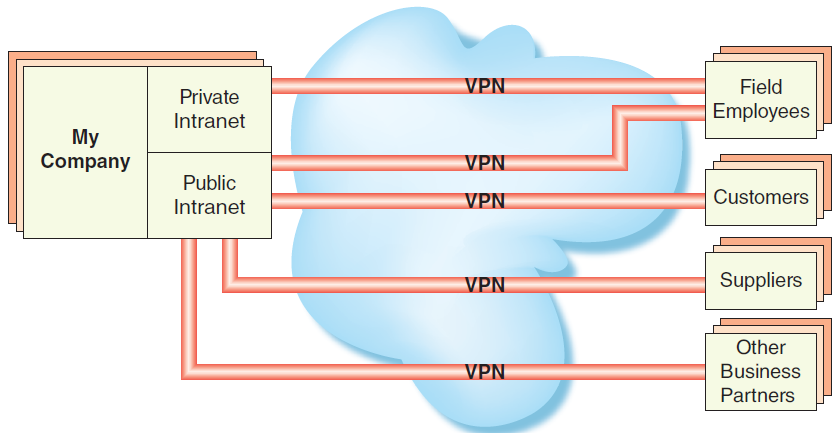 My
Company
Private
Intranet
Public
Intranet
VPN
VPN
VPN
VPN
VPN
Field
Employees
Customers
Suppliers
Other
Business
Partners